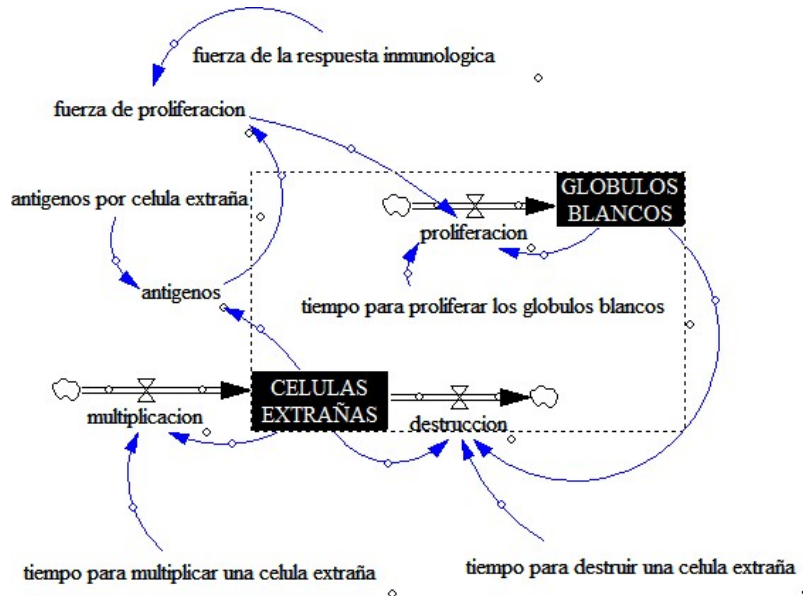 fuerza de la respuesta inmunologica
fuerza de proliferacion
antigenos por celula extraña
GLOBULOS
BLANCOS
proliferacion
antigenos
tiempo para proliferar los globulos blancos
CELULAS
EXTRAÑAS
multiplicacion
destruccion
tiempo para multiplicar una celula extraña
tiempo para destruir una celula extraña